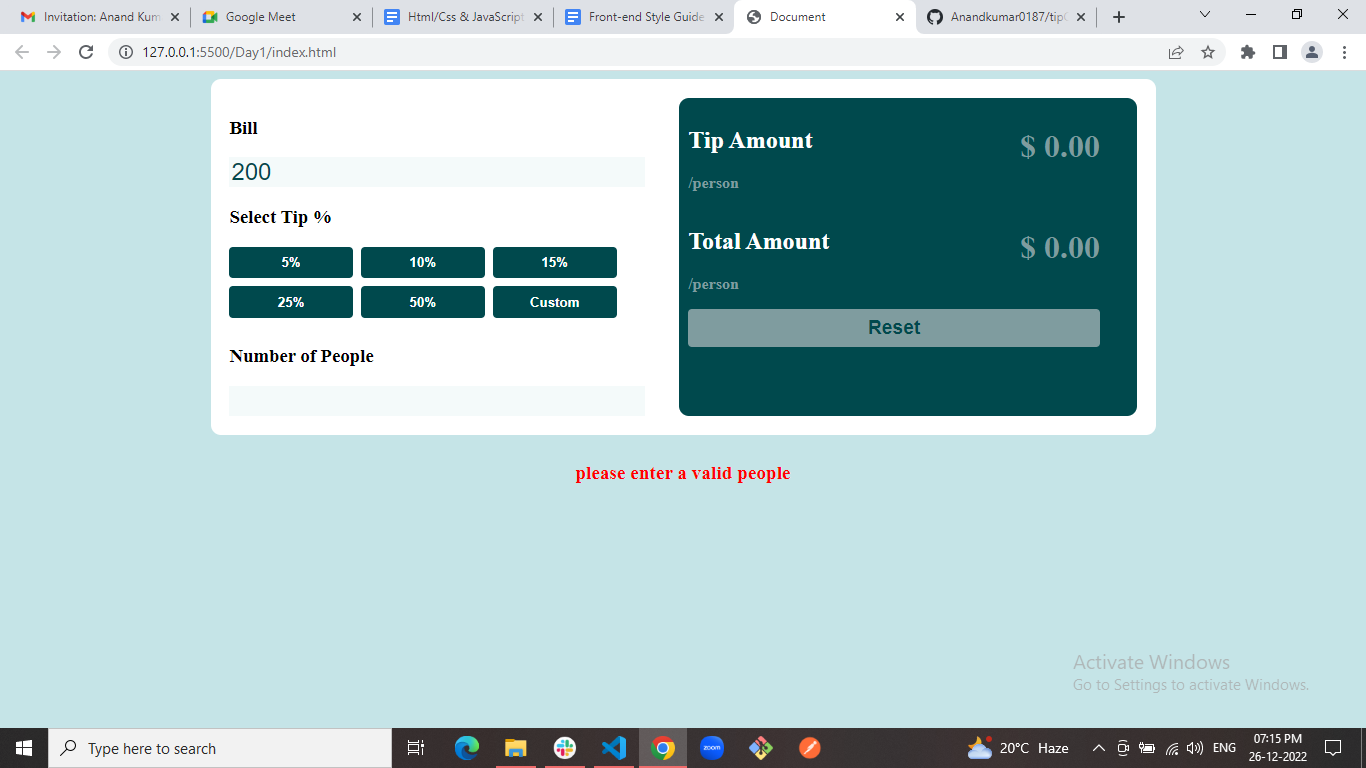 Invitation: Anand Kum
Google Meet
Html/Css & JavaScript
Front-end Style Guide
Document
Anandkumar0187/tip
127.0.0.1:5500/Day1/index.html
Bill
200
Select Tip %
5%
10%
15%
25%
50%
Custom
Number of People
Tip Amount
$ 0.00
/person
Total Amount
$ 0.00
/person
Reset
please enter a valid people
Activate Windows
Go to Settings to activate Windows.
Type here to search
zoom
20°C Haze
ENG
07:15 PM
26-12-2022